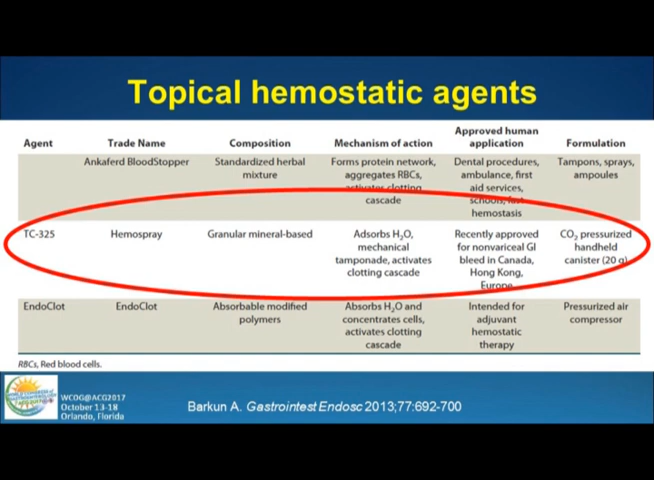 Topical hemostatic agents
Agent Trade Name Composition Mechanism of action Approved human application Formulation
Ankaferd BloodStopper Standardized herbal mixture Forms protein network, aggregates RBCs, activates clotting cascade Dental procedures, ambulance, first aid services, schools, fast hemostasis Tampons, sprays, ampoules
TC-325 Hemospray Granular mineral-based Adsorbs H₂O, mechanical tamponade, activates clotting cascade Recently approved for nonvariceal GI bleed in Canada, Hong Kong, Europe CO₂ pressurized handheld canister (20 g)
EndoClot EndoClot Absorbable modified polymers Absorbs H₂O and concentrates cells, activates clotting cascade Intended for adjuvant hemostatic therapy Pressurized air compressor
RBCs, Red blood cells.
WCOG@ACG2017
October 13-18
Orlando, Florida
Barkun A. Gastrointest Endosc 2013;77:692-700